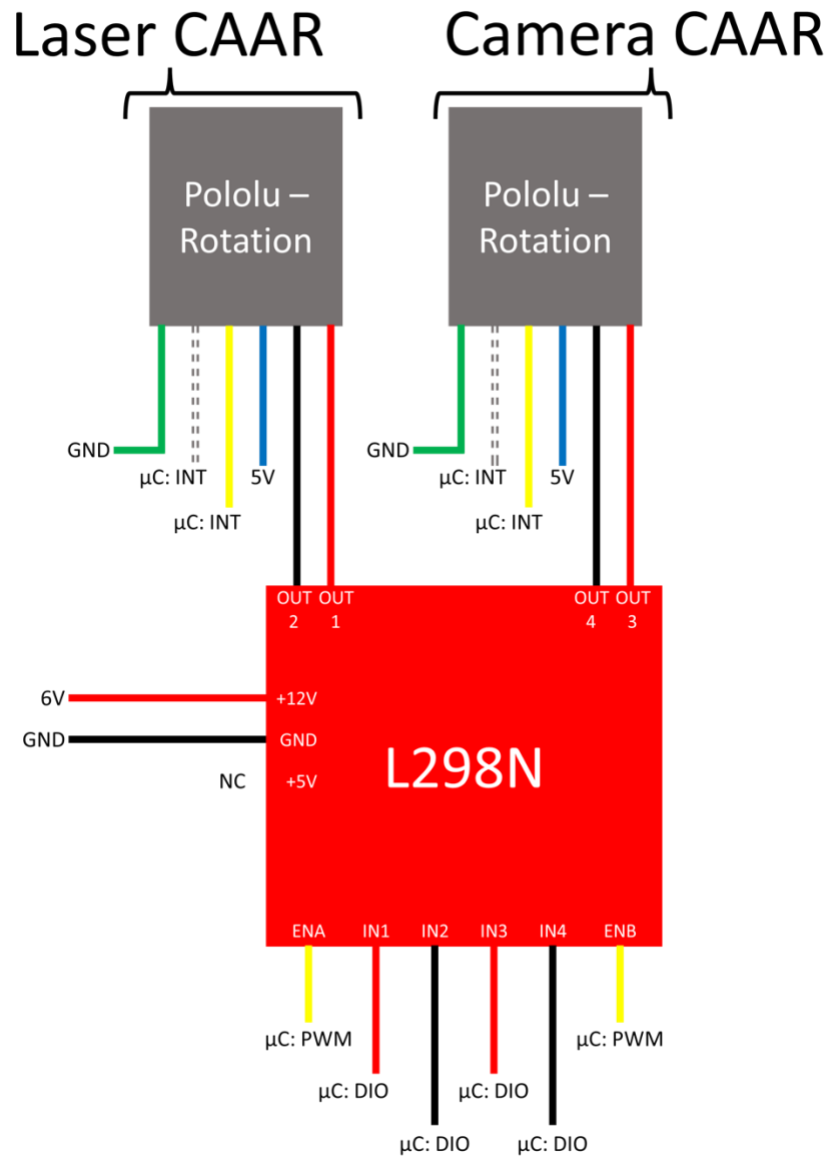 Laser CAAR
Camera CAAR
Pololu –
Rotation
Pololu –
Rotation
GND
µC: INT
5V
µC: INT
GND
µC: INT
5V
µC: INT
OUT OUT
2 1
OUT OUT
4 3
6V
+12V
GND
GND
NC
+5V
L298N
ENA
IN1
IN2
IN3
IN4
ENB
µC: PWM
µC: PWM
µC: DIO
µC: DIO
µC: DIO
µC: DIO